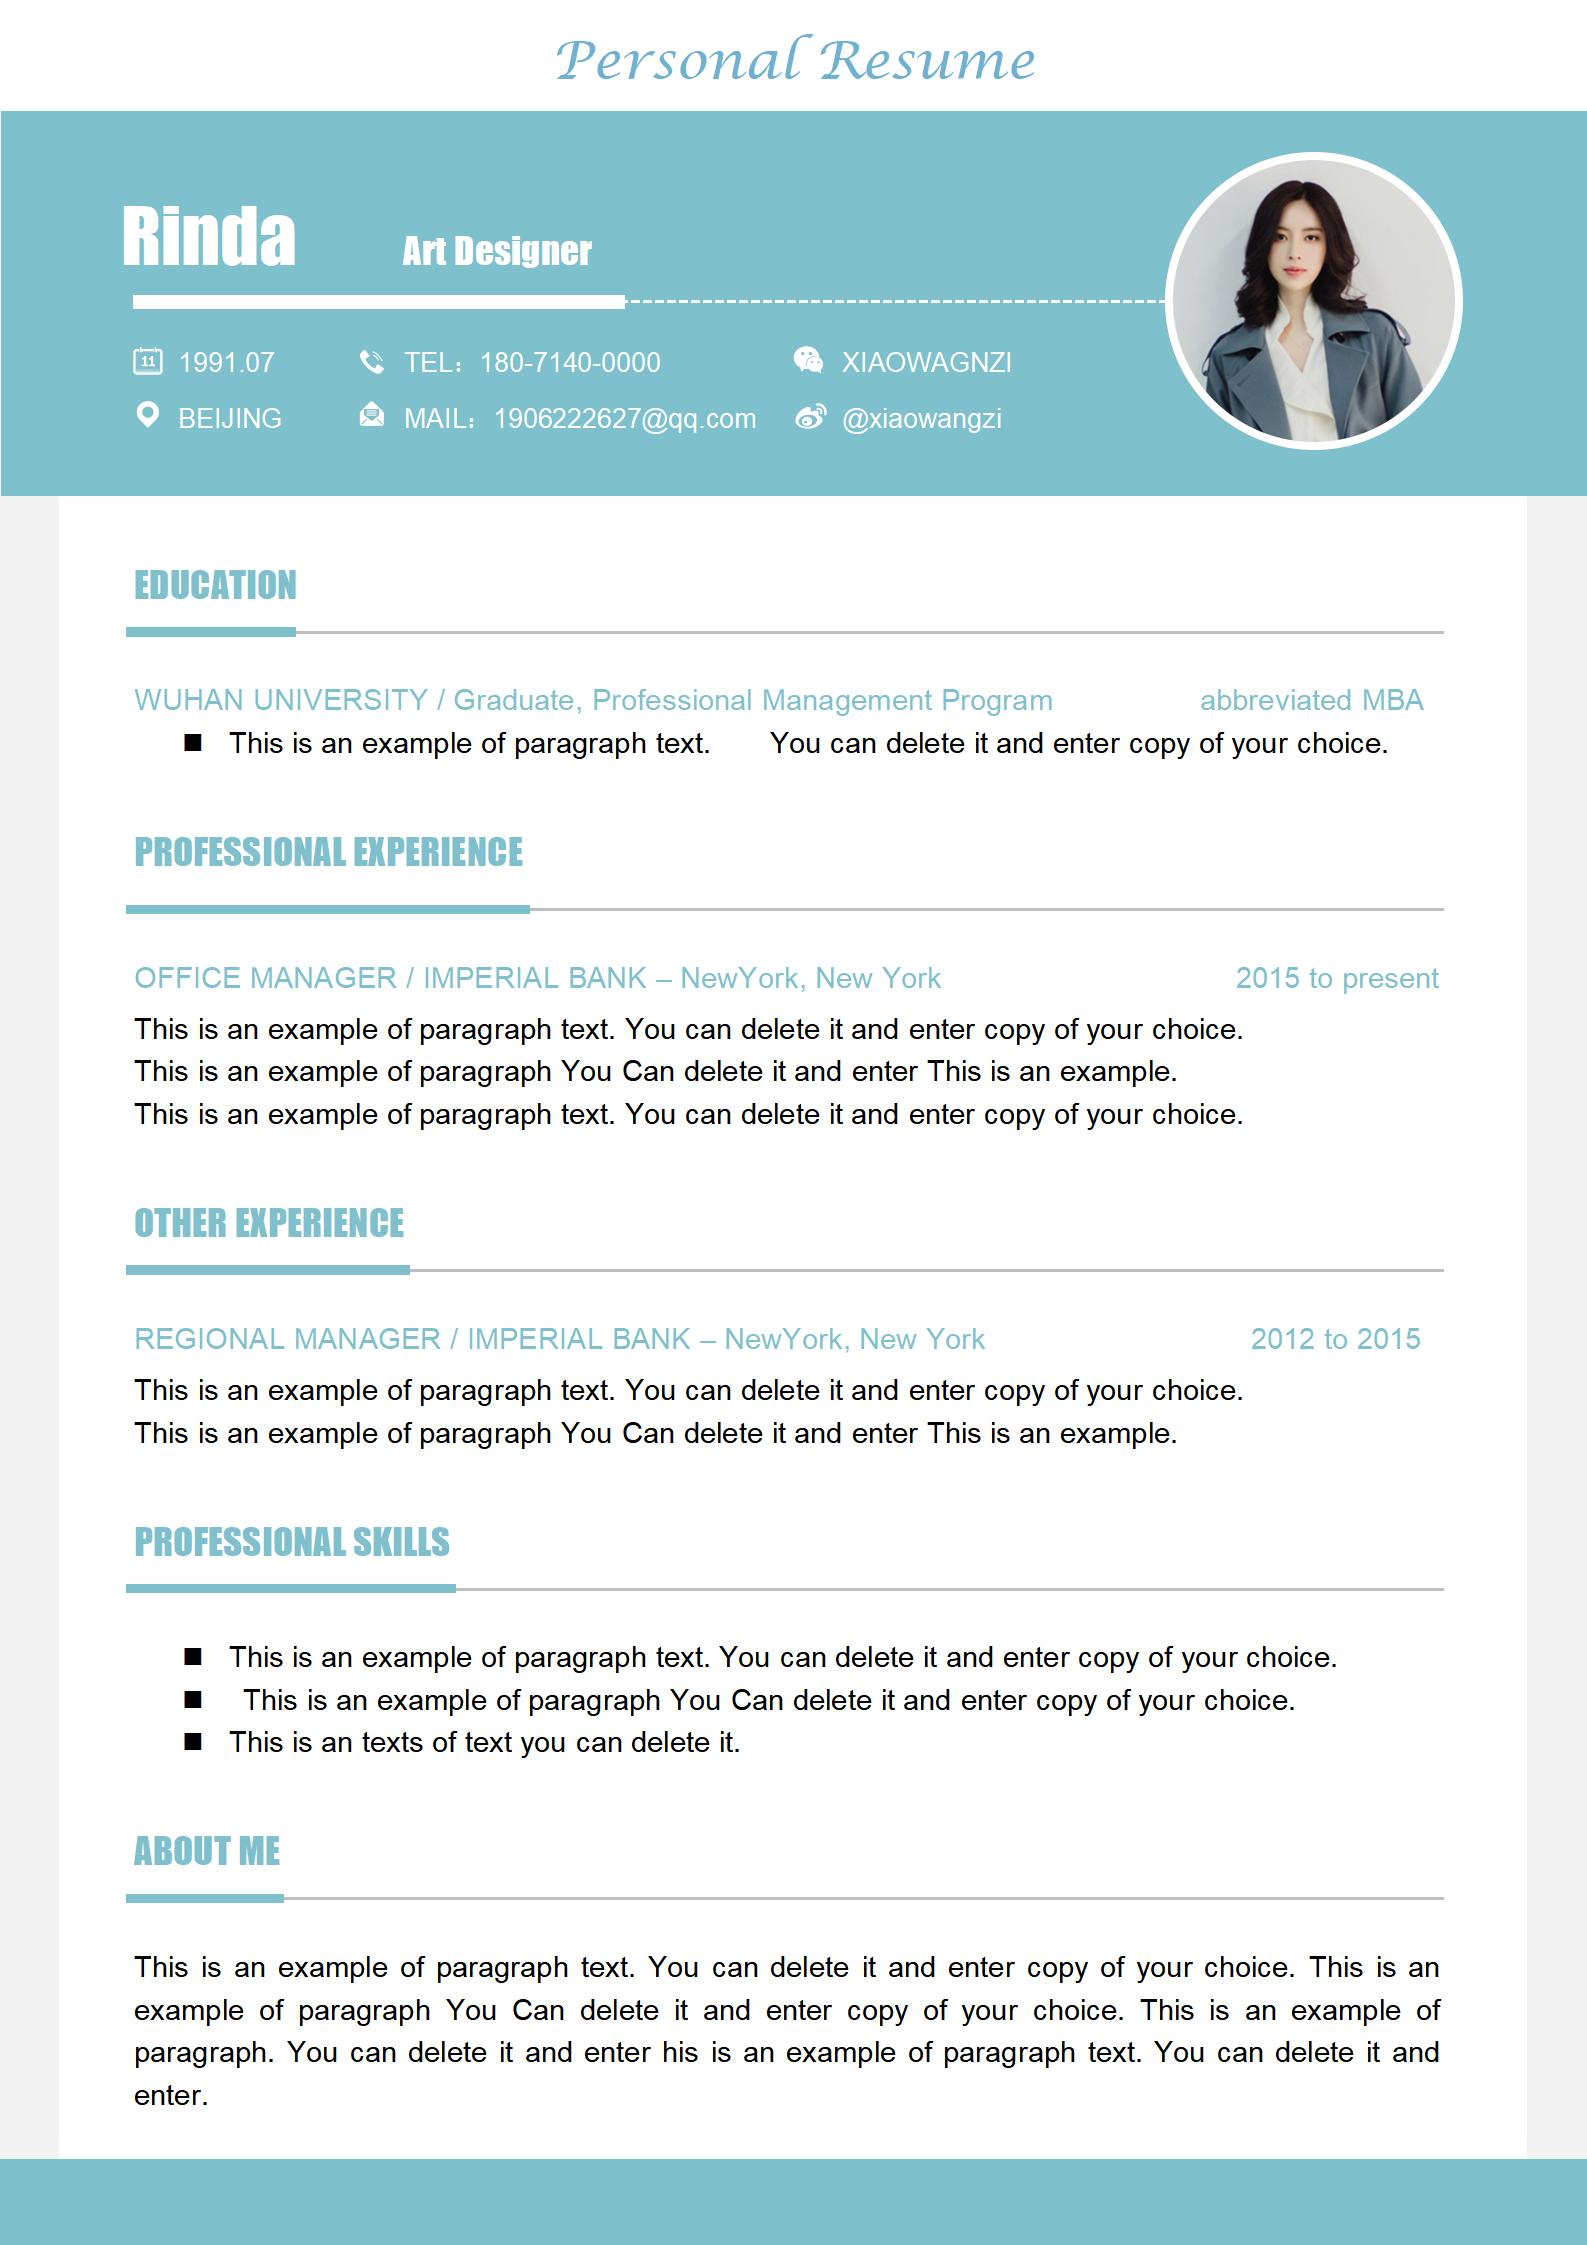 Personal Resume
Rinda
Art Designer
11 1991.07
TEL：180-7140-0000
XIAOWAGNZI
BEIJING
MAIL：1906222627@qq.com
@xiaowangzi
EDUCATION
WUHAN UNIVERSITY / Graduate, Professional Management Program abbreviated MBA
■ This is an example of paragraph text. You can delete it and enter copy of your choice.
PROFESSIONAL EXPERIENCE
OFFICE MANAGER / IMPERIAL BANK – NewYork, New York 2015 to present
This is an example of paragraph text. You can delete it and enter copy of your choice.
This is an example of paragraph You Can delete it and enter This is an example.
This is an example of paragraph text. You can delete it and enter copy of your choice.
OTHER EXPERIENCE
REGIONAL MANAGER / IMPERIAL BANK – NewYork, New York 2012 to 2015
This is an example of paragraph text. You can delete it and enter copy of your choice.
This is an example of paragraph You Can delete it and enter This is an example.
PROFESSIONAL SKILLS
■ This is an example of paragraph text. You can delete it and enter copy of your choice.
■ This is an example of paragraph You Can delete it and enter copy of your choice.
■ This is an texts of text you can delete it.
ABOUT ME
This is an example of paragraph text. You can delete it and enter copy of your choice. This is an
example of paragraph You Can delete it and enter copy of your choice. This is an example of
paragraph. You can delete it and enter his is an example of paragraph text. You can delete it and
enter.